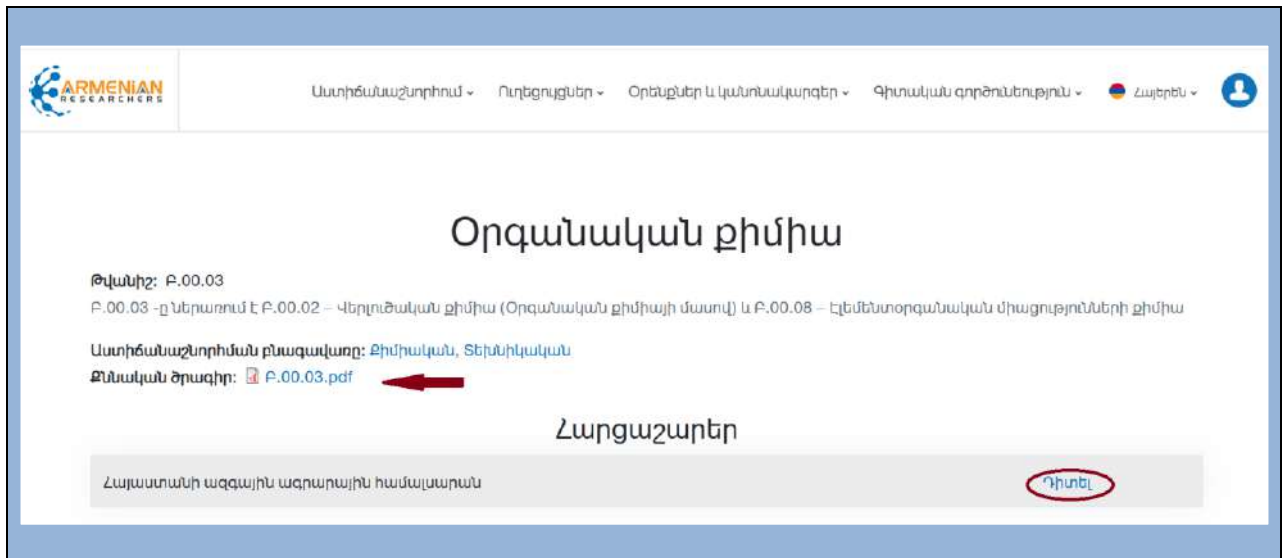 ARMENIAN
RESEARCHERS
Աստիճանաշնորհում Ուղեցույցներ Օրենքներ և կանոնակարգեր Գիտական գործունեություն Հայերեն
Օրգանական քիմիա
Թվանիշ: Բ.00.03
Բ.00.03 -ը ներառում է Բ.00.02 – Վերլուծական քիմիա (Օրգանական քիմիայի մասով) և Բ.00.08 – Էլեմենտօրգանական միացությունների քիմիա
Աստիճանաշնորհման բնագավառը: Քիմիական, Տեխնիկական
Քննական ծրագիր: Բ.00.03.pdf
Հարցաշարեր
Հայաստանի ազգային ագրարային համալսարան Դիտել